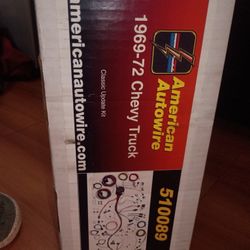 American
Autowire
1969-72 Chevy Truck
Classic Update Kit
americanautowire.com
510089